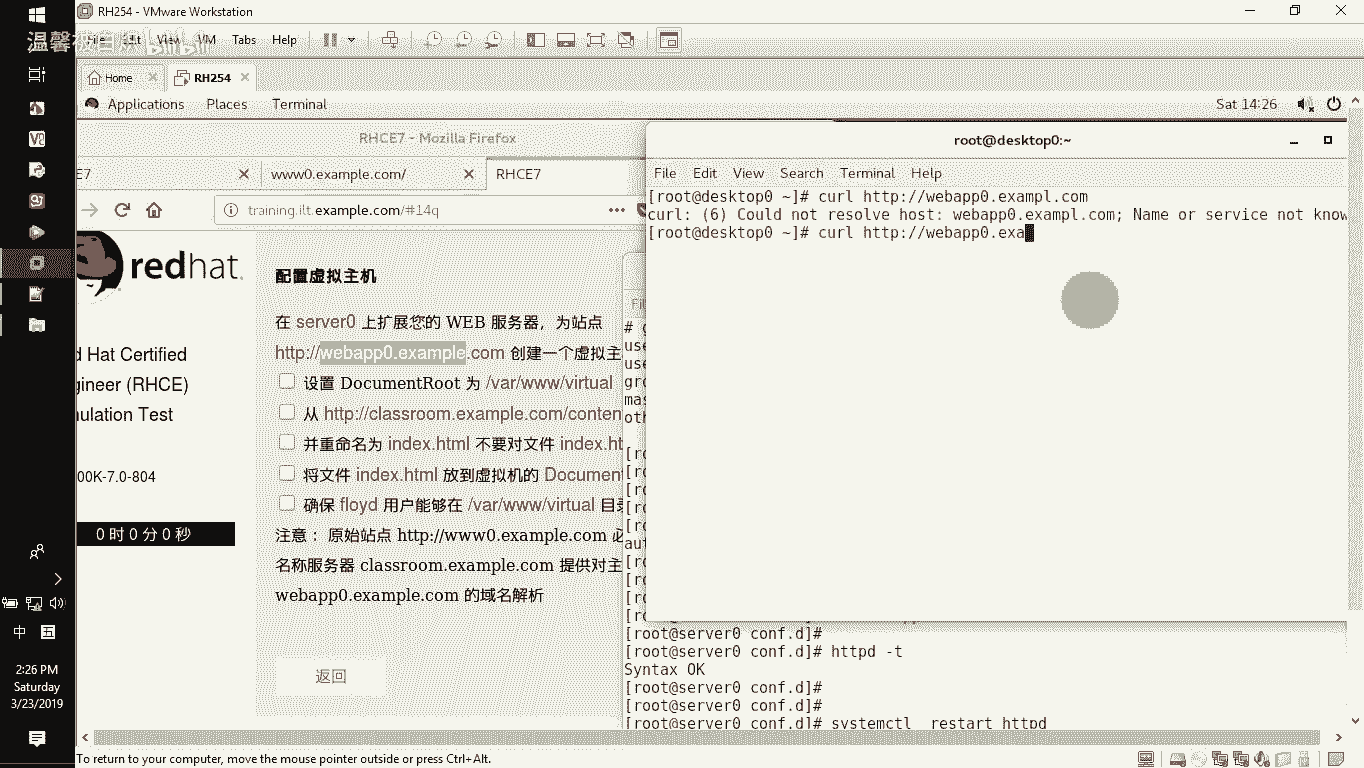 RH254 - VMware Workstation
Edit View VM Tabs Help
Home
RH254
Applications Places Terminal
Sat 14:26
RHCE7 - Mozilla Firefox
E7
www0.example.com/
RHCE7
training.ilt.example.com/#14q
redhat.
d Hat Certified
gineer (RHCE)
nulation Test
00K-7.0-804
0 时 0 分 0 秒
配置虚拟主机
在 server0 上扩展您的 WEB 服务器，为站点
http://webapp0.example.com 创建一个虚拟主
设置 DocumentRoot 为 /var/www/virtual
从 http://classroom.example.com/conten
并重命名为 index.html 不要对文件 index.ht
将文件 index.html 放到虚拟机的 Document
确保 floyd 用户能够在 /var/www/virtual 目录
注意 ：原始站点 http://www0.example.com 必
名称服务器 classroom.example.com 提供对主
webapp0.example.com 的域名解析
返回
root@desktop0:~
File Edit View Search Terminal Help
[root@desktop0 ~]# curl http://webapp0.exampl.com
curl: (6) Could not resolve host: webapp0.exampl.com; Name or service not know
[root@desktop0 ~]# curl http://webapp0.exa
# g
use
use
gro
mas
oth
[ro
[ro
[ro
[ro
[ro
aut
[ro
[ro
[ro
[ro
[root@server0 conf.d]#
[root@server0 conf.d]# httpd -t
Syntax OK
[root@server0 conf.d]#
[root@server0 conf.d]#
[root@server0 conf.d]# systemctl restart httpd
中 五
2:26 PM
Saturday
3/23/2019
To return to your computer, move the mouse pointer outside or press Ctrl+Alt.